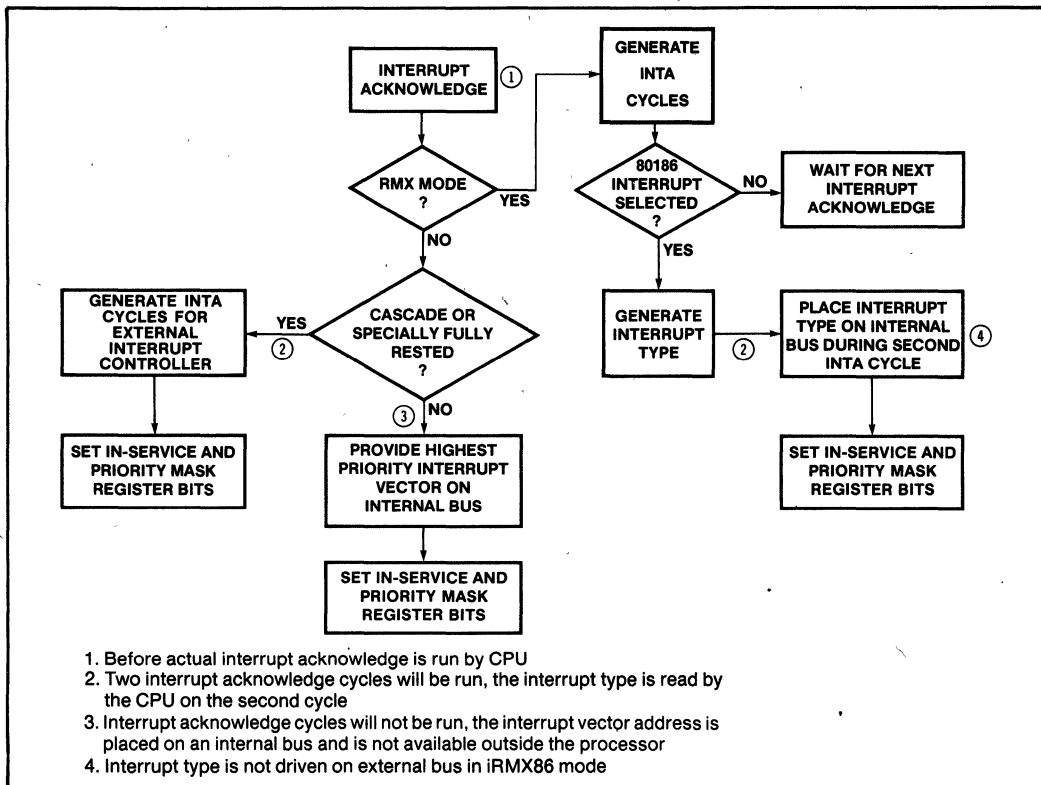 INTERRUPT
ACKNOWLEDGE
1
RMX MODE
?
YES
NO
GENERATE
INTA
CYCLES
80186
INTERRUPT
SELECTED
?
NO
WAIT FOR NEXT
INTERRUPT
ACKNOWLEDGE
YES
GENERATE
INTERRUPT
TYPE
2
PLACE INTERRUPT
TYPE ON INTERNAL
BUS DURING SECOND
INTA CYCLE
4
SET IN-SERVICE AND
PRIORITY MASK
REGISTER BITS
CASCADE OR
SPECIALLY FULLY
RESTED
?
YES
2
GENERATE INTA
CYCLES FOR
EXTERNAL
INTERRUPT
CONTROLLER
SET IN-SERVICE AND
PRIORITY MASK
REGISTER BITS
3
NO
PROVIDE HIGHEST
PRIORITY INTERRUPT
VECTOR ON
INTERNAL BUS
SET IN-SERVICE AND
PRIORITY MASK
REGISTER BITS
1. Before actual interrupt acknowledge is run by CPU
2. Two interrupt acknowledge cycles will be run, the interrupt type is read by
the CPU on the second cycle
3. Interrupt acknowledge cycles will not be run, the interrupt vector address is
placed on an internal bus and is not available outside the processor
4. Interrupt type is not driven on external bus in iRMX86 mode